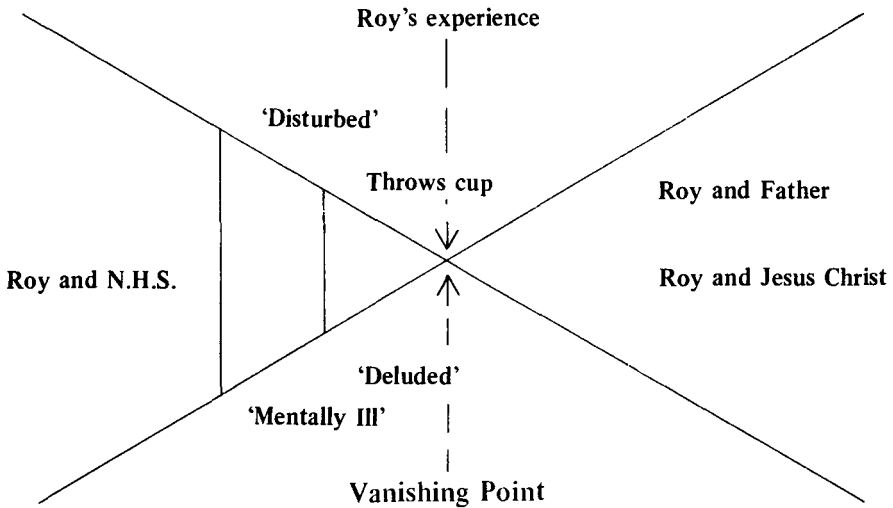 Roy's experience
'Disturbed'
Throws cup
Roy and Father
Roy and N.H.S.
Roy and Jesus Christ
'Deluded'
'Mentally Ill'
Vanishing Point